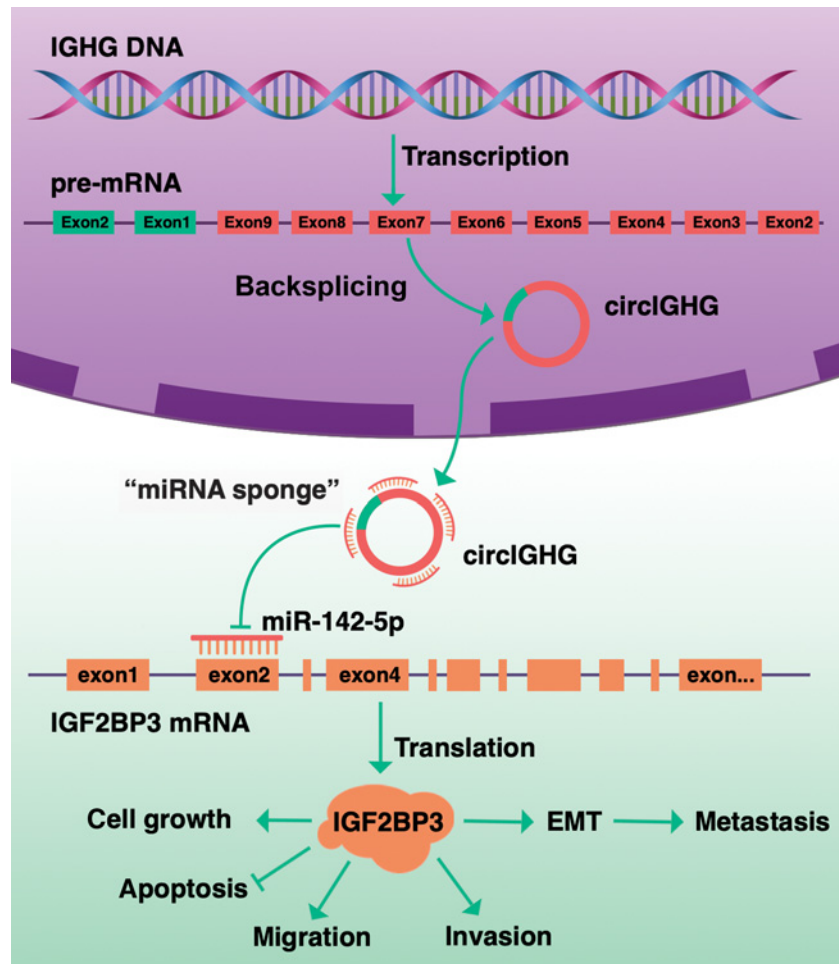 IGHG DNA
Transcription
pre-mRNA
Exon2 Exon1 Exon9 Exon8 Exon7 Exon6 Exon5 Exon4 Exon3 Exon2
Backsplicing
circIGHG
“miRNA sponge”
circIGHG
miR-142-5p
exon1 exon2 exon4 exon...
IGF2BP3 mRNA
Translation
Cell growth IGF2BP3 EMT Metastasis
Apoptosis
Migration Invasion